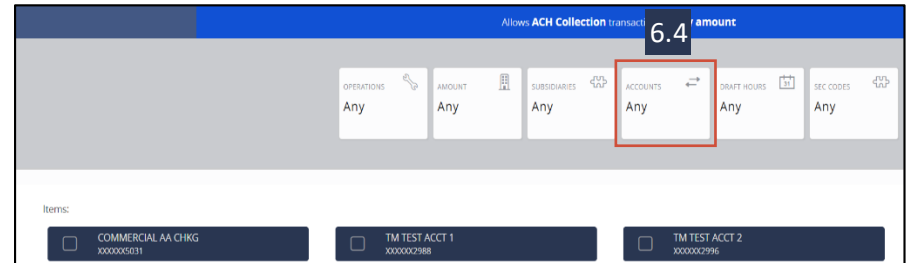 Allows ACH Collection transacti y amount
6.4
OPERATIONS AMOUNT SUBSIDIARIES ACCOUNTS DRAFT HOURS SEC CODES
31
Any Any Any Any Any Any
Items:
COMMERCIAL AA CHKG TM TEST ACCT 1 TM TEST ACCT 2
XXXXXX5031 XXXXXX2988 XXXXXX2996